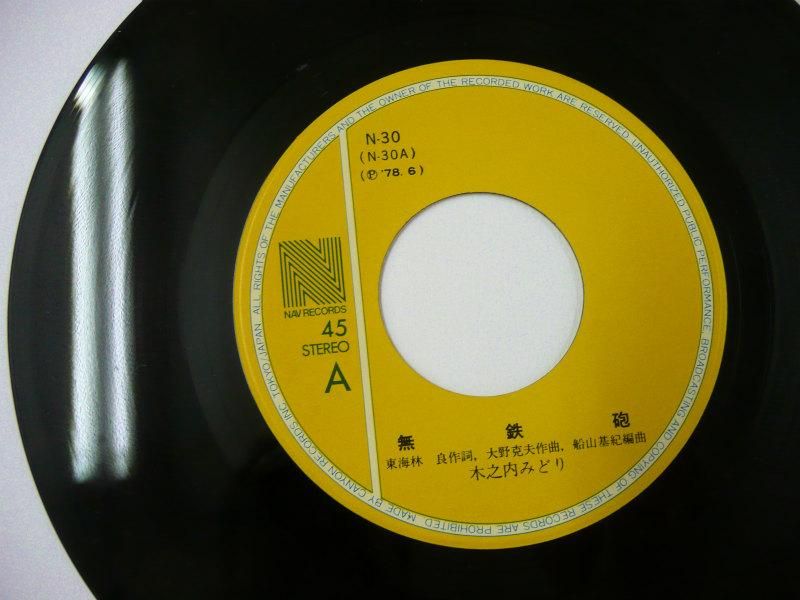 N-30
(N-30A)
(Ⓟ '78. 6)
NAV RECORDS
45
STEREO
A
無 鉄 砲
東海林 良作詞, 大野克夫作曲, 船山基紀編曲
木之内みどり
MADE BY CANYON RECORDS INC. TOKYO/JAPAN. ALL RIGHTS OF THE MANUFACTURERS AND THE OWNER OF THE RECORDED WORK ARE RESERVED. UNAUTHORIZED PUBLIC PERFORMANCE, BROADCASTING AND COPYING OF THESE RECORDS ARE PROHIBITED